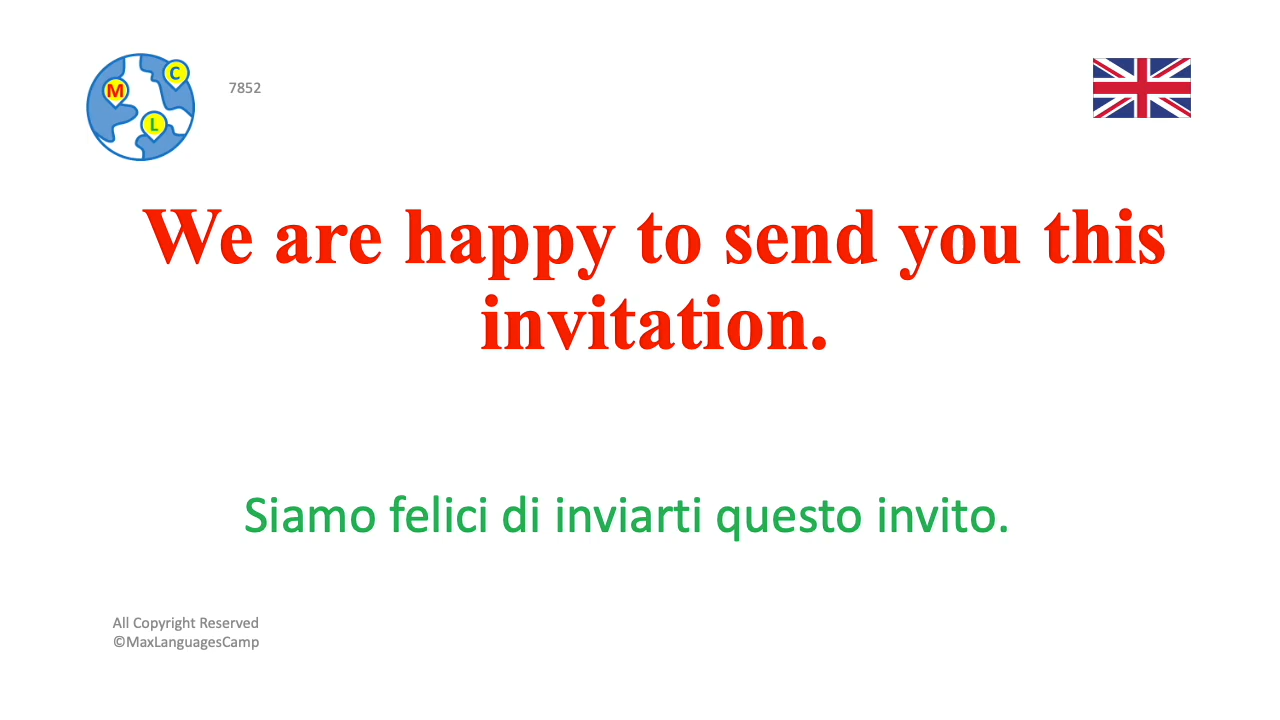 C
M
L
7852
We are happy to send you this
invitation.
Siamo felici di inviarti questo invito.
All Copyright Reserved
©MaxLanguagesCamp